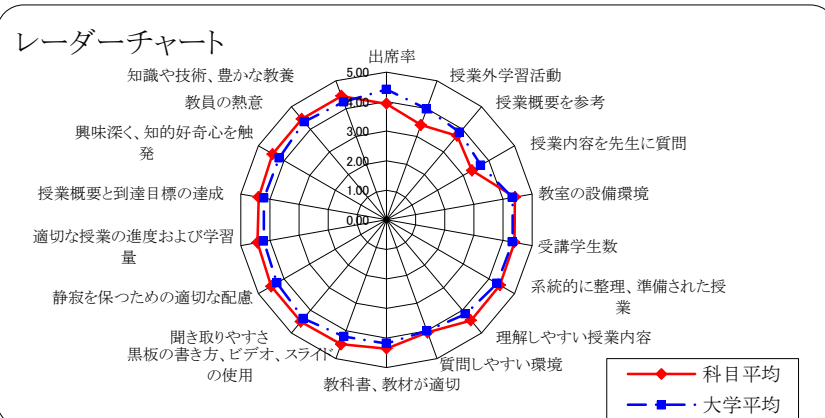 レーダーチャート
出席率
授業外学習活動
授業概要を参考
授業内容を先生に質問
教室の設備環境
受講学生数
系統的に整理、準備された授
業
理解しやすい授業内容
質問しやすい環境
教科書、教材が適切
黒板の書き方、ビデオ、スライド
の使用
聞き取りやすさ
静寂を保つための適切な配慮
適切な授業の進度および学習
量
授業概要と到達目標の達成
興味深く、知的好奇心を触
発
教員の熱意
知識や技術、豊かな教養
5.00
4.00
3.00
2.00
1.00
0.00
科目平均
大学平均